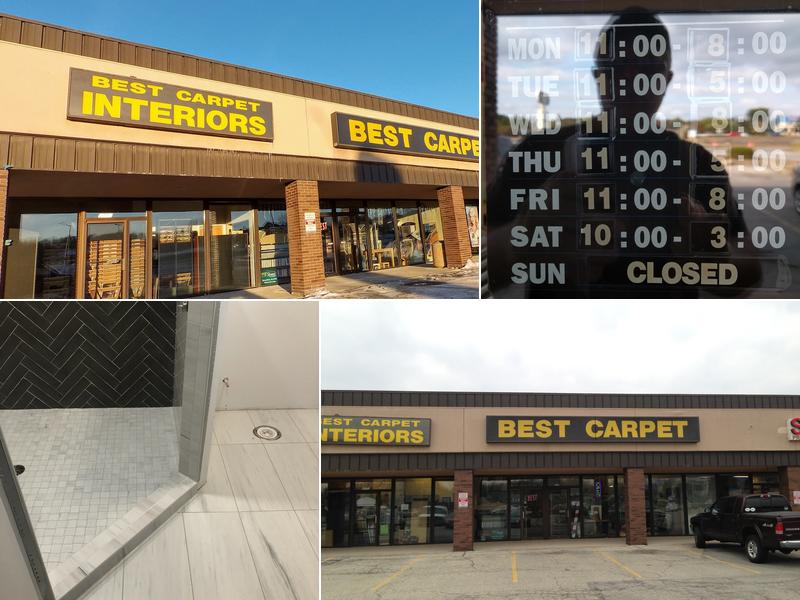 BEST CARPET
INTERIORS
BEST CARPE
MON 11:00- 8:00
TUE 11:00- 5:00
WED 11:00- 8:00
THU 11:00- 5:00
FRI 11:00- 8:00
SAT 10:00- 3:00
SUN CLOSED
EST CARPET
NTERIORS
BEST CARPET
S